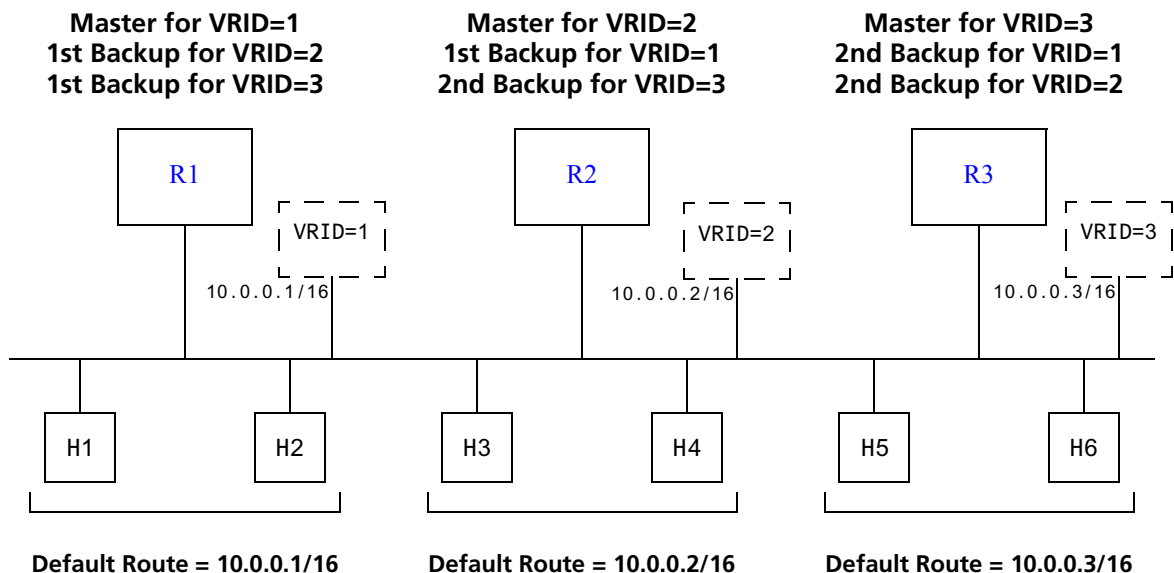 Master for VRID=1
1st Backup for VRID=2
1st Backup for VRID=3
Master for VRID=2
1st Backup for VRID=1
2nd Backup for VRID=3
Master for VRID=3
2nd Backup for VRID=1
2nd Backup for VRID=2
R1
R2
R3
VRID=1
VRID=2
VRID=3
10.0.0.1/16
10.0.0.2/16
10.0.0.3/16
H1
H2
H3
H4
H5
H6
Default Route = 10.0.0.1/16
Default Route = 10.0.0.2/16
Default Route = 10.0.0.3/16